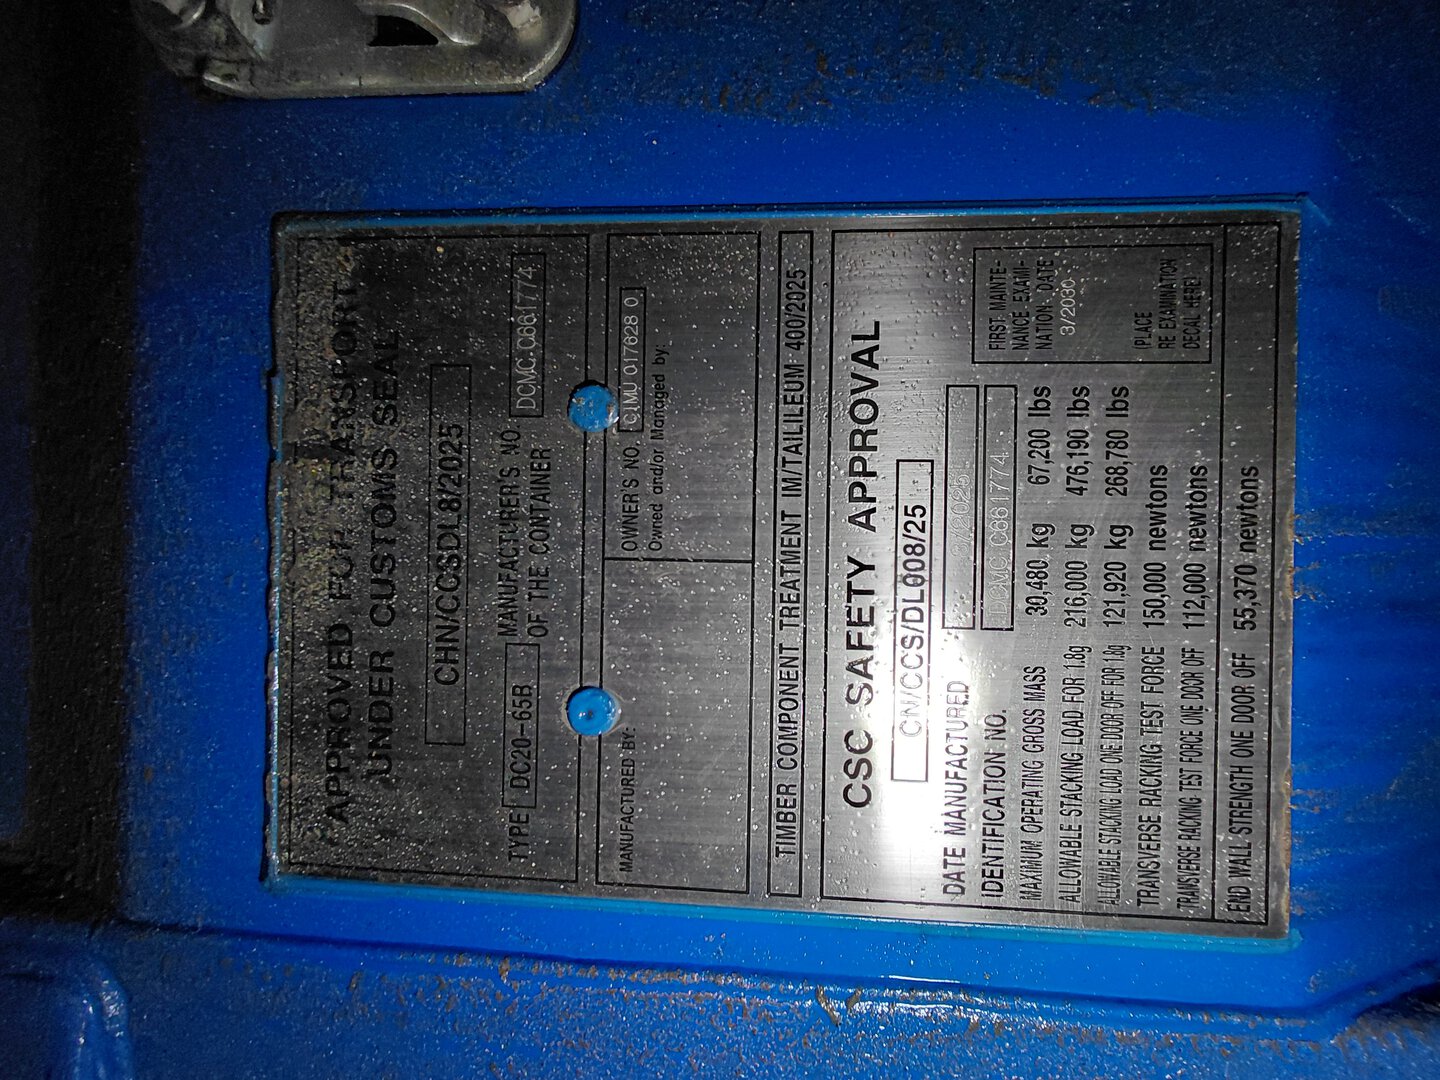 APPROVED FOR TRANSPORT
UNDER CUSTOMS SEAL
CHN/CCSDL8/2025
TYPE DC20-65B MANUFACTURER'S NO. DCMC.C661774
OF THE CONTAINER
MANUFACTURED BY:
OWNER'S NO. CIMU 017628 0
Owned and/or Managed by:
TIMBER COMPONENT TREATMENT IM/TAILILEUM 400/2025
CSC SAFETY APPROVAL
CN/CCS/DL008/25
DATE MANUFACTURED 3/2025
IDENTIFICATION NO. DCMC.C661774
MAXIMUM OPERATING GROSS MASS 30,480 kg 67,200 lbs
ALLOWABLE STACKING LOAD FOR 1.8g 216,000 kg 476,190 lbs
ALLOWABLE STACKING LOAD ONE DOOR OFF FOR 1.8g 121,920 kg 268,780 lbs
TRANSVERSE RACKING TEST FORCE 150,000 newtons
TRANSVERSE RACKING TEST FORCE ONE DOOR OFF 112,000 newtons
END WALL STRENGTH ONE DOOR OFF 55,370 newtons
FIRST MAINTE-
NANCE EXAMI-
NATION DATE
3/2030
(PLACE
RE EXAMINATION
DECAL HERE)